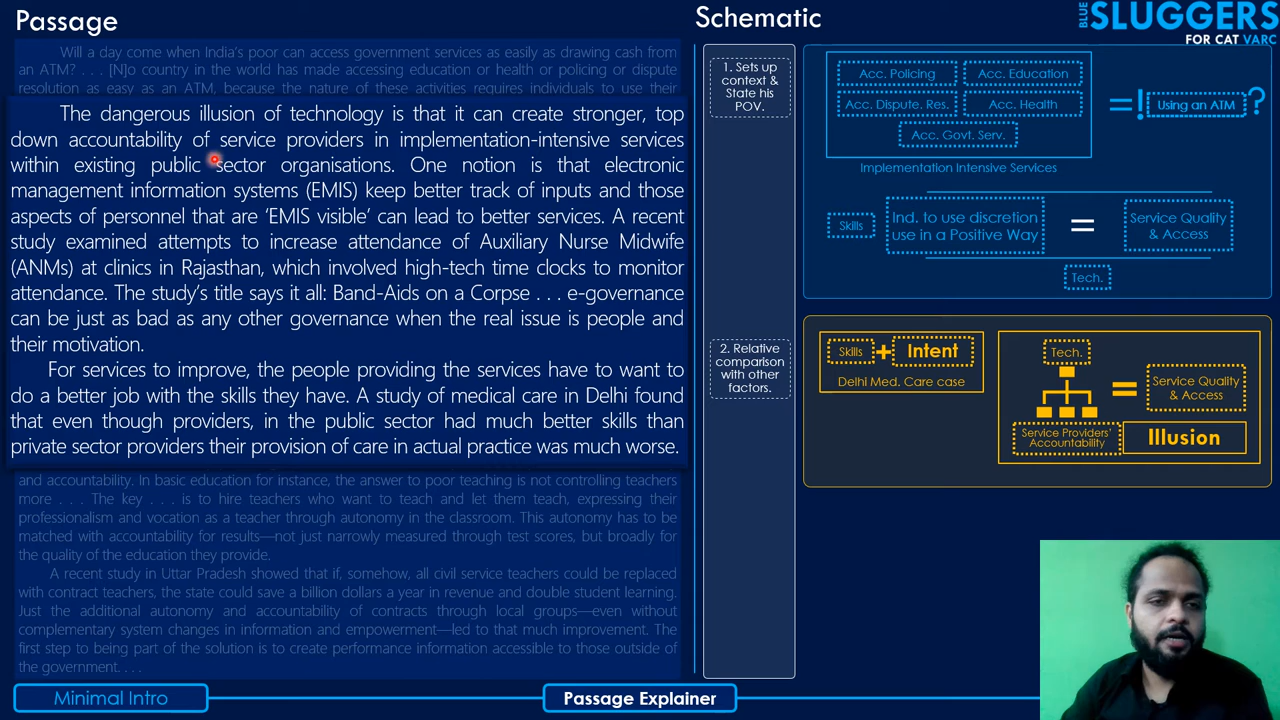 Passage
Will a day come when India's poor can access government services as easily as drawing cash from
an ATM? . . . [N]o country in the world has made accessing education or health or policing or dispute
resolution as easy as an ATM, because the nature of these activities requires individuals to use their
The dangerous illusion of technology is that it can create stronger, top
down accountability of service providers in implementation-intensive services
within existing public sector organisations. One notion is that electronic
management information systems (EMIS) keep better track of inputs and those
aspects of personnel that are 'EMIS visible' can lead to better services. A recent
study examined attempts to increase attendance of Auxiliary Nurse Midwife
(ANMs) at clinics in Rajasthan, which involved high-tech time clocks to monitor
attendance. The study's title says it all: Band-Aids on a Corpse . . . e-governance
can be just as bad as any other governance when the real issue is people and
their motivation.
For services to improve, the people providing the services have to want to
do a better job with the skills they have. A study of medical care in Delhi found
that even though providers, in the public sector had much better skills than
private sector providers their provision of care in actual practice was much worse.
and accountability. In basic education for instance, the answer to poor teaching is not controlling teachers
more . . . The key . . . is to hire teachers who want to teach and let them teach, expressing their
professionalism and vocation as a teacher through autonomy in the classroom. This autonomy has to be
matched with accountability for results—not just narrowly measured through test scores, but broadly for
the quality of the education they provide.
A recent study in Uttar Pradesh showed that if, somehow, all civil service teachers could be replaced
with contract teachers, the state could save a billion dollars a year in revenue and double student learning.
Just the additional autonomy and accountability of contracts through local groups—even without
complementary system changes in information and empowerment—led to that much improvement. The
first step to being part of the solution is to create performance information accessible to those outside of
the government. . . .
Schematic
BLUE
SLUGGERS
FOR CAT VARC
1. Sets up
context &
State his
POV.
Acc. Policing
Acc. Education
Acc. Dispute. Res.
Acc. Health
Acc. Govt. Serv.
=!
Using an ATM
?
Implementation Intensive Services
Skills
Ind. to use discretion
use in a Positive Way
=
Service Quality
& Access
Tech.
2. Relative
comparison
with other
factors.
Skills
+
Intent
Delhi Med. Care case
Tech.
=
Service Quality
& Access
Service Providers'
Accountability
Illusion
Minimal Intro
Passage Explainer